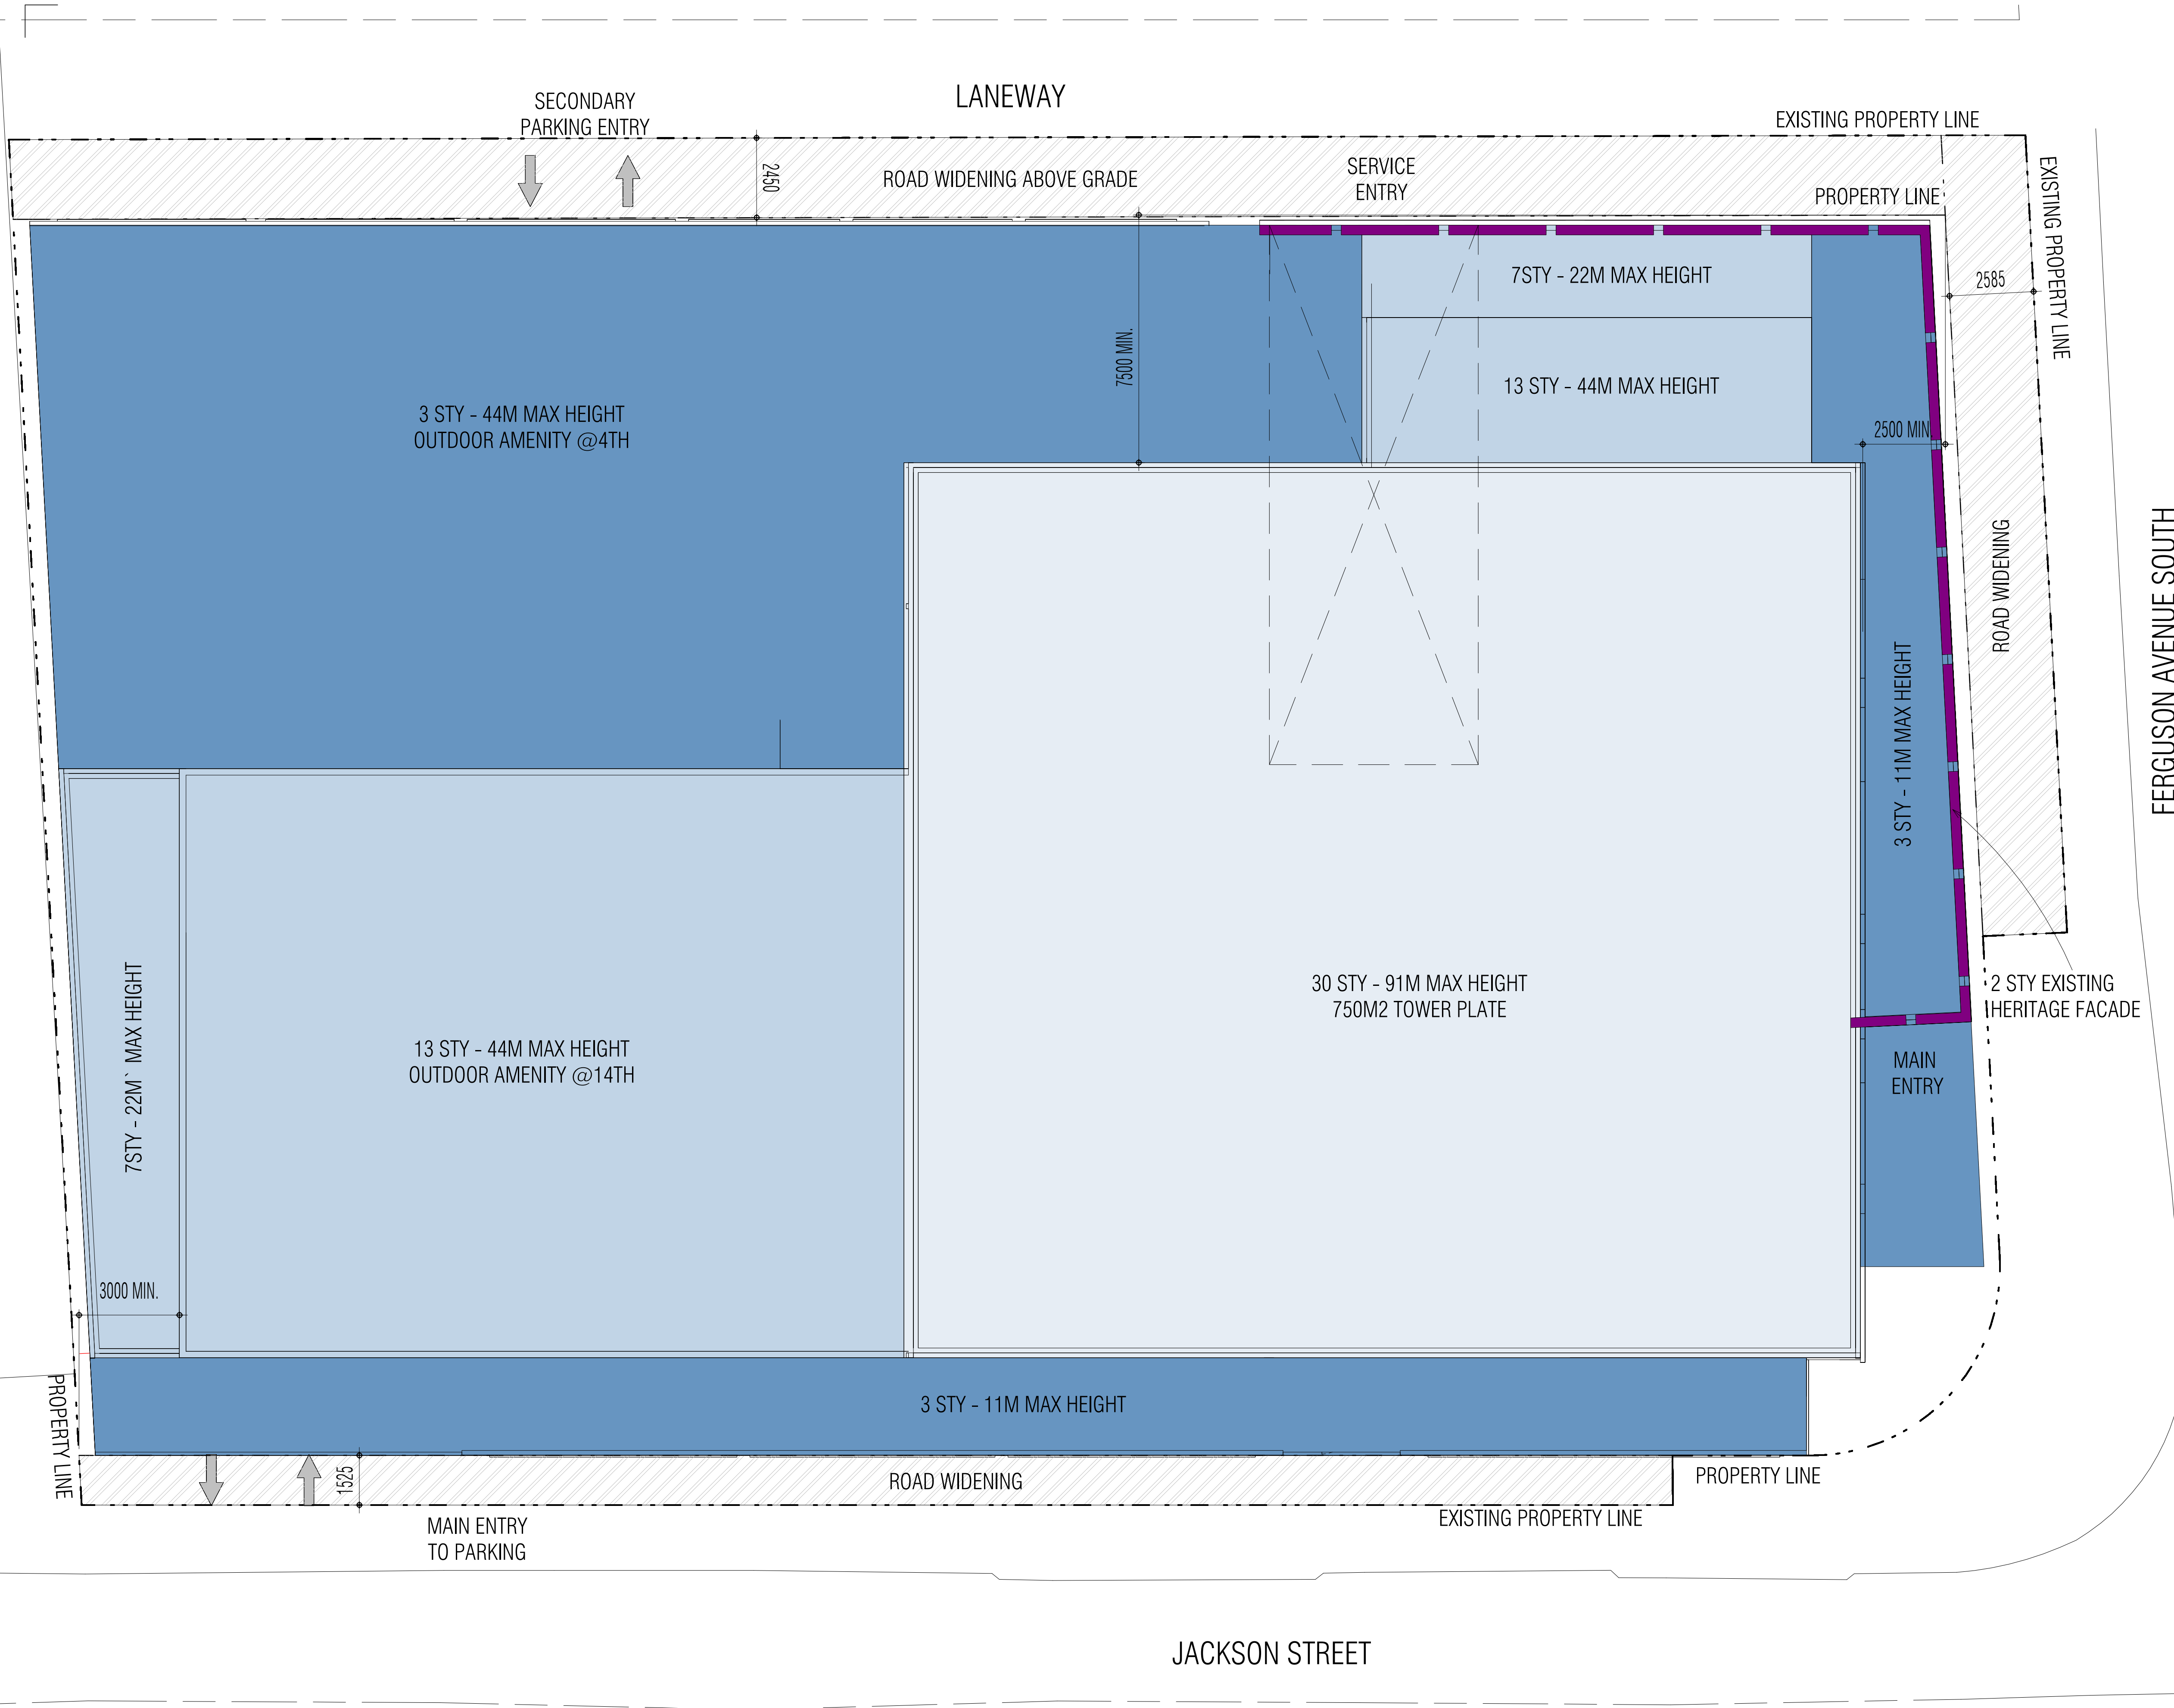 LANEWAY
SECONDARY
PARKING ENTRY
EXISTING PROPERTY LINE
2450
ROAD WIDENING ABOVE GRADE
SERVICE
ENTRY
PROPERTY LINE
EXISTING PROPERTY LINE
7STY - 22M MAX HEIGHT
2585
7500 MIN.
13 STY - 44M MAX HEIGHT
3 STY - 44M MAX HEIGHT
OUTDOOR AMENITY @4TH
2500 MIN
ROAD WIDENING
FERGUSON AVENUE SOUTH
3 STY - 11M MAX HEIGHT
30 STY - 91M MAX HEIGHT
750M2 TOWER PLATE
2 STY EXISTING
HERITAGE FACADE
7STY - 22M` MAX HEIGHT
13 STY - 44M MAX HEIGHT
OUTDOOR AMENITY @14TH
MAIN
ENTRY
3000 MIN.
3 STY - 11M MAX HEIGHT
PROPERTY LINE
1525
ROAD WIDENING
PROPERTY LINE
EXISTING PROPERTY LINE
MAIN ENTRY
TO PARKING
JACKSON STREET